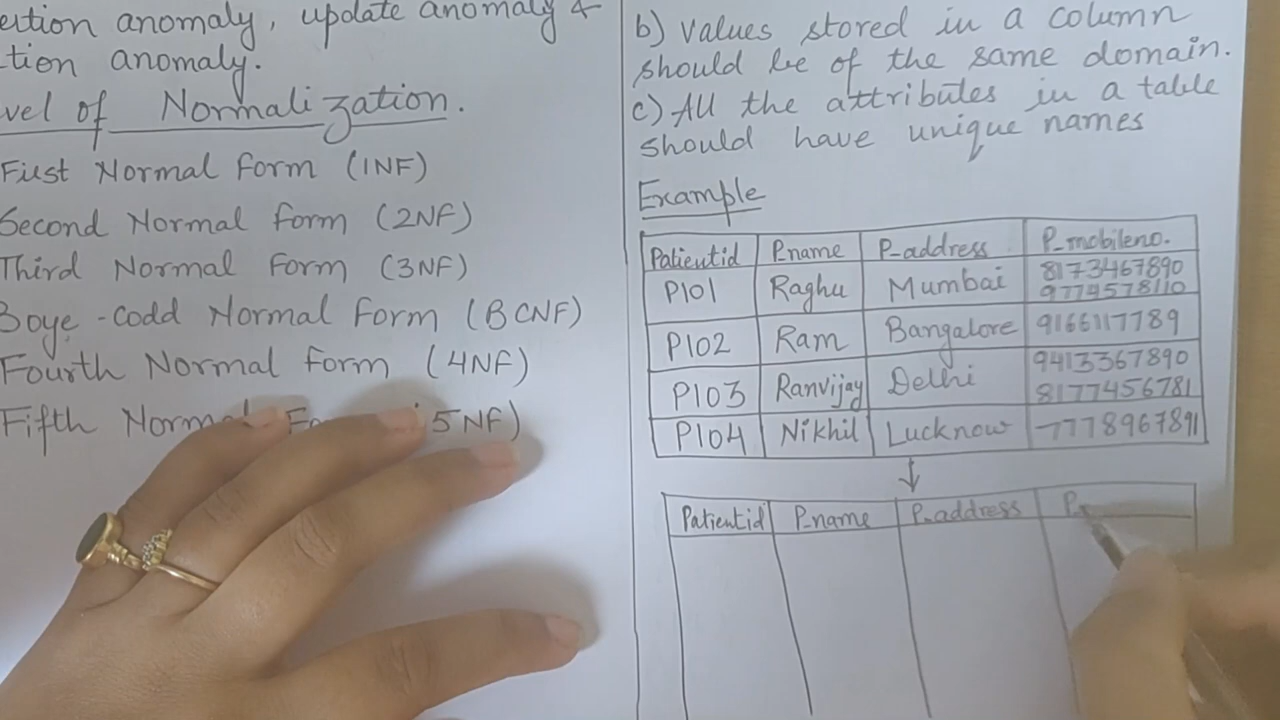 ertion anomaly, update anomaly &
tion anomaly.
vel of Normalization.
First Normal Form (1NF)
Second Normal form (2NF)
Third Normal Form (3NF)
Boye-Codd Normal Form (BCNF)
Fourth Normal Form (4NF)
Fifth Normal Fo 5NF)
b) Values stored in a column
should be of the same domain.
c) All the attributes in a table
should have unique names
Example
Patientid P_name P_address P_mobileno.
P101 Raghu Mumbai 8173467890
9774578110
P102 Ram Bangalore 9166117789
P103 Ranvijay Delhi 9413367890
8177456781
P104 Nikhil Lucknow 7778967891
Patientid P_name P_address P_